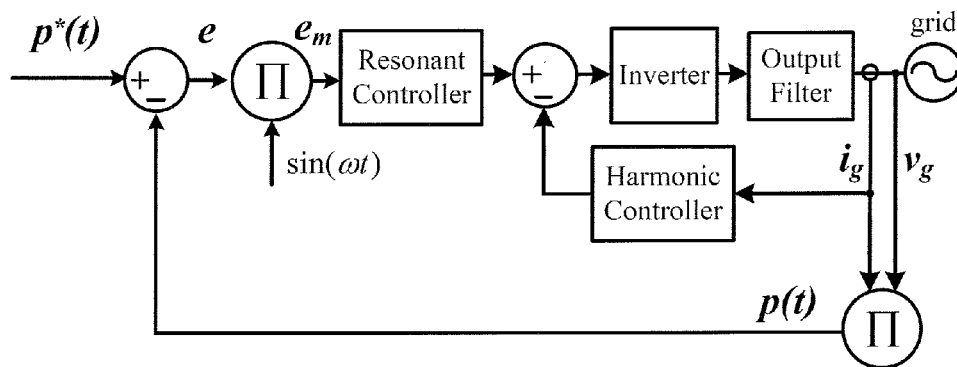 p*(t)
e
e_m
grid
+
−
Π
Resonant
Controller
+
−
Inverter
Output
Filter
sin(ωt)
Harmonic
Controller
i_g
v_g
p(t)
Π